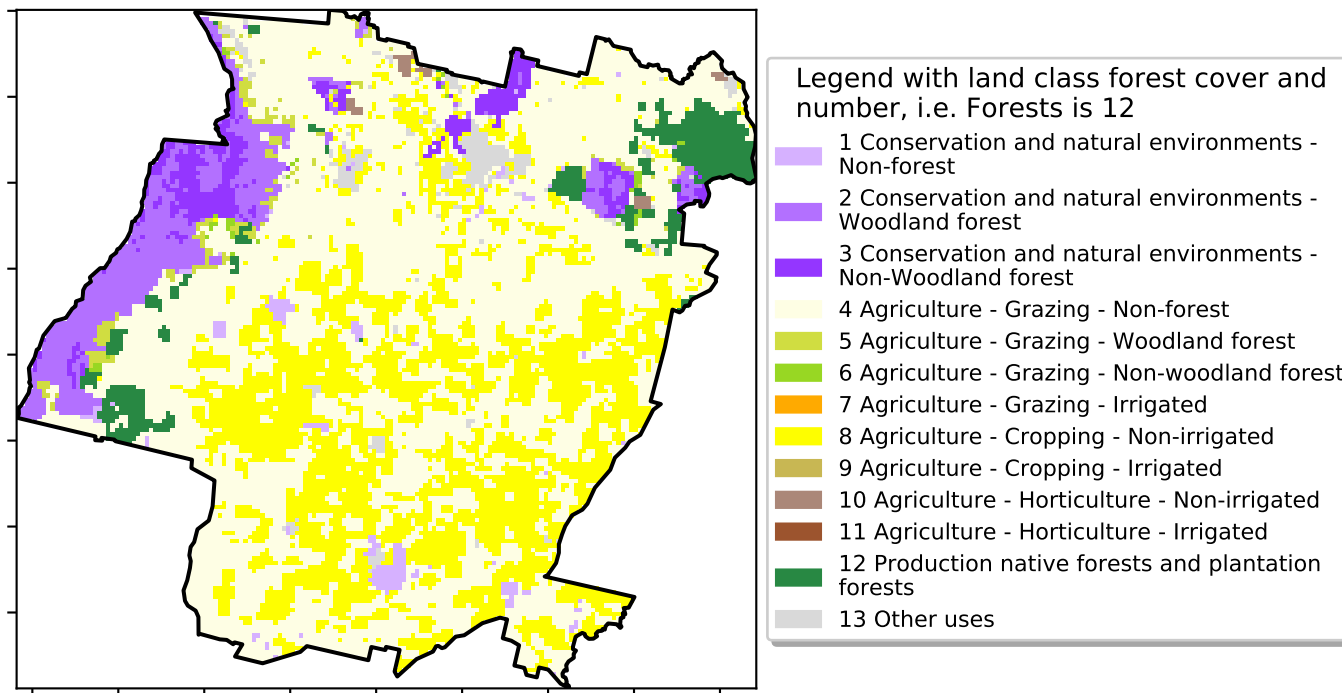 Legend with land class forest cover and
number, i.e. Forests is 12
1 Conservation and natural environments -
Non-forest
2 Conservation and natural environments -
Woodland forest
3 Conservation and natural environments -
Non-Woodland forest
4 Agriculture - Grazing - Non-forest
5 Agriculture - Grazing - Woodland forest
6 Agriculture - Grazing - Non-woodland forest
7 Agriculture - Grazing - Irrigated
8 Agriculture - Cropping - Non-irrigated
9 Agriculture - Cropping - Irrigated
10 Agriculture - Horticulture - Non-irrigated
11 Agriculture - Horticulture - Irrigated
12 Production native forests and plantation
forests
13 Other uses